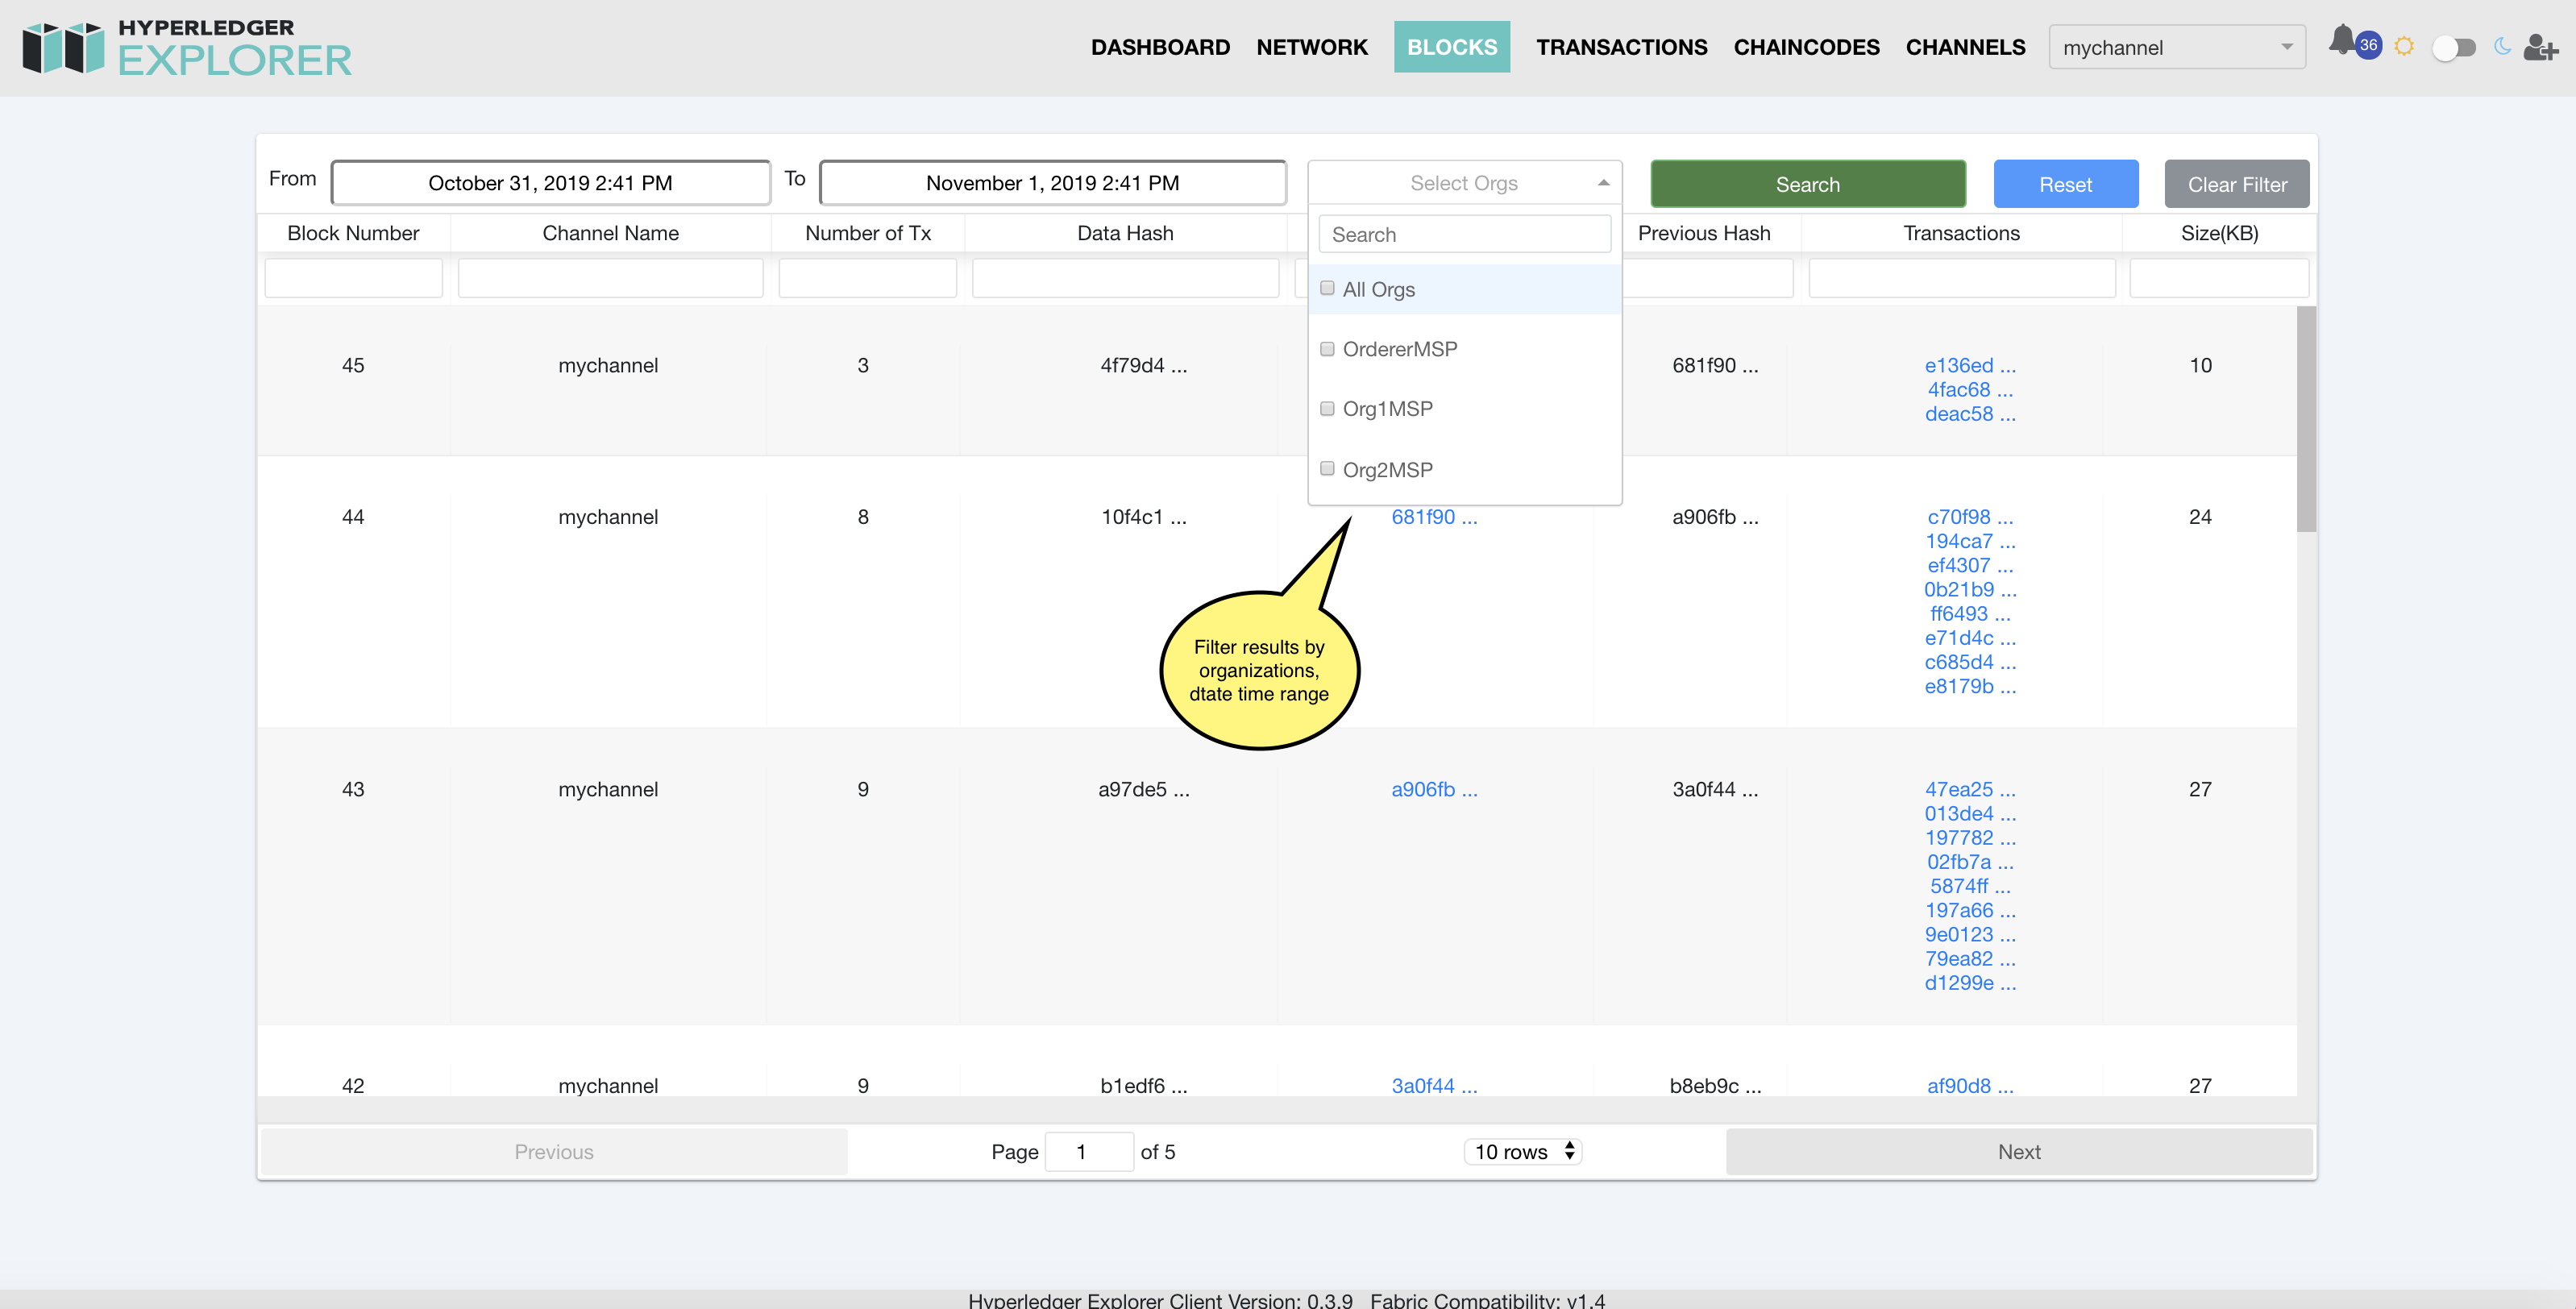 HYPERLEDGER
EXPLORER
DASHBOARD NETWORK BLOCKS TRANSACTIONS CHAINCODES CHANNELS mychannel 36
From October 31, 2019 2:41 PM To November 1, 2019 2:41 PM Select Orgs Search Reset Clear Filter
Block Number Channel Name Number of Tx Data Hash Previous Hash Transactions Size(KB)
Search
All Orgs
OrdererMSP
Org1MSP
Org2MSP
45 mychannel 3 4f79d4 ... 681f90 ... e136ed ... 10
4fac68 ...
deac58 ...
44 mychannel 8 10f4c1 ... 681f90 ... a906fb ... c70f98 ... 24
194ca7 ...
ef4307 ...
0b21b9 ...
ff6493 ...
e71d4c ...
c685d4 ...
e8179b ...
Filter results by
organizations,
dtate time range
43 mychannel 9 a97de5 ... a906fb ... 3a0f44 ... 47ea25 ... 27
013de4 ...
197782 ...
02fb7a ...
5874ff ...
197a66 ...
9e0123 ...
79ea82 ...
d1299e ...
42 mychannel 9 b1edf6 ... 3a0f44 ... b8eb9c ... af90d8 ... 27
Previous Page 1 of 5 10 rows Next
Hyperledger Explorer Client Version: 0.3.9 Fabric Compatibility: v1.4